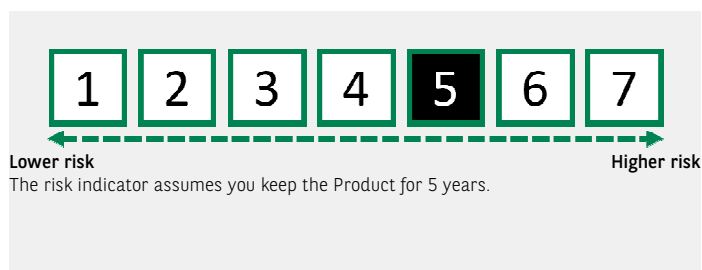 1 2 3 4 5 6 7
Lower risk Higher risk
The risk indicator assumes you keep the Product for 5 years.